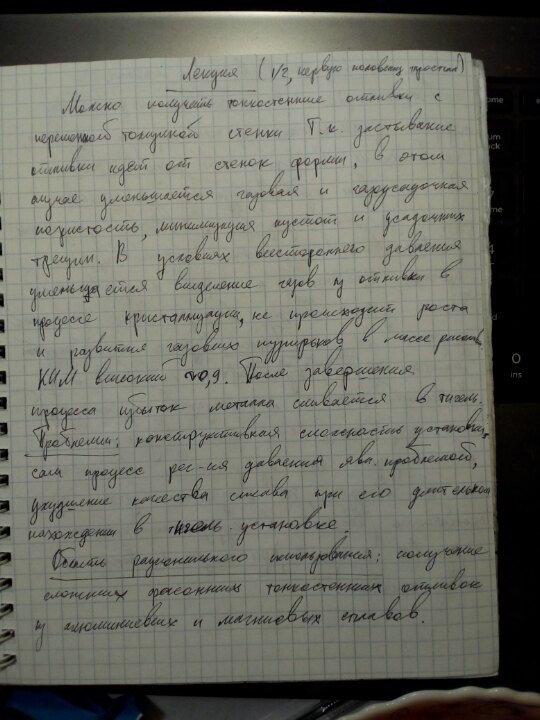 Лекция (1/2, первую половину проспал)
Можно получать тонкостенные отливки с
переменной толщиной стенки. Т.к. застывание
отливки идет от стенок формы, в этом
случае уменьшается газовая и газоусадочная
пористость, минимизация пустот и усадочных
трещин. В условиях всестороннего давления
уменьшается выделение газов из отливки в
процессе кристаллизации, не происходит роста
и развития газовых пузырьков в массе расплава.
КИМ высокий ~0,9. После завершения
процесса избыток металла сливается в тигель.
Проблемы: конструктивная сложность установки,
сам процесс рег-ия давления явл. проблемой,
ухудшение качества сплава при его длительном
нахождении в тигель. установке.
Область рационального использования: получение
сложных фасонных тонкостенных отливок
из алюминиевых и магниевых сплавов.
ins